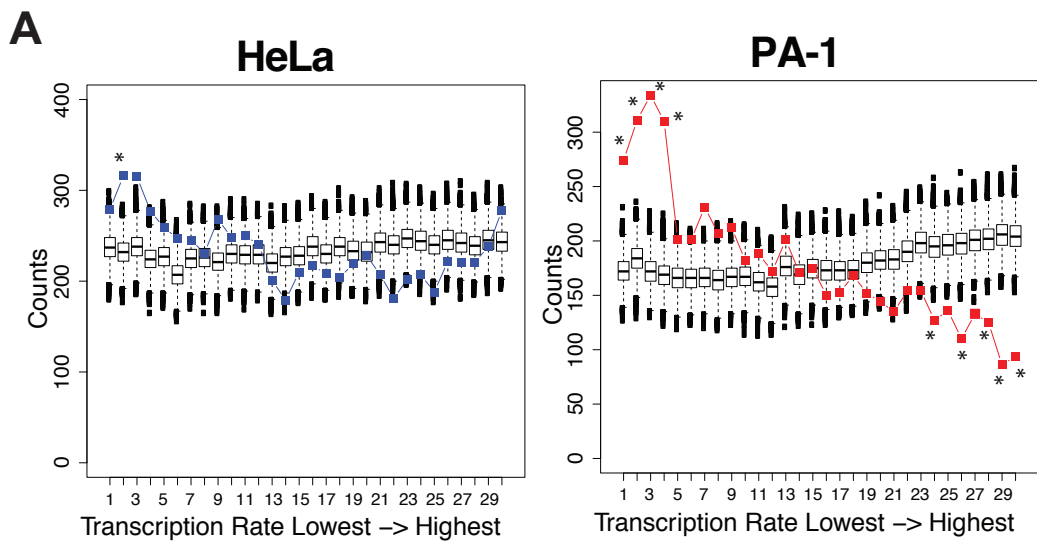 A
HeLa
PA-1
Counts
400
300
200
100
0
*
1 3 5 7 9 11 13 15 17 19 21 23 25 27 29
Transcription Rate Lowest −> Highest
Counts
300
250
200
150
100
50
0
* * * * * * * * *
1 3 5 7 9 11 13 15 17 19 21 23 25 27 29
Transcription Rate Lowest −> Highest